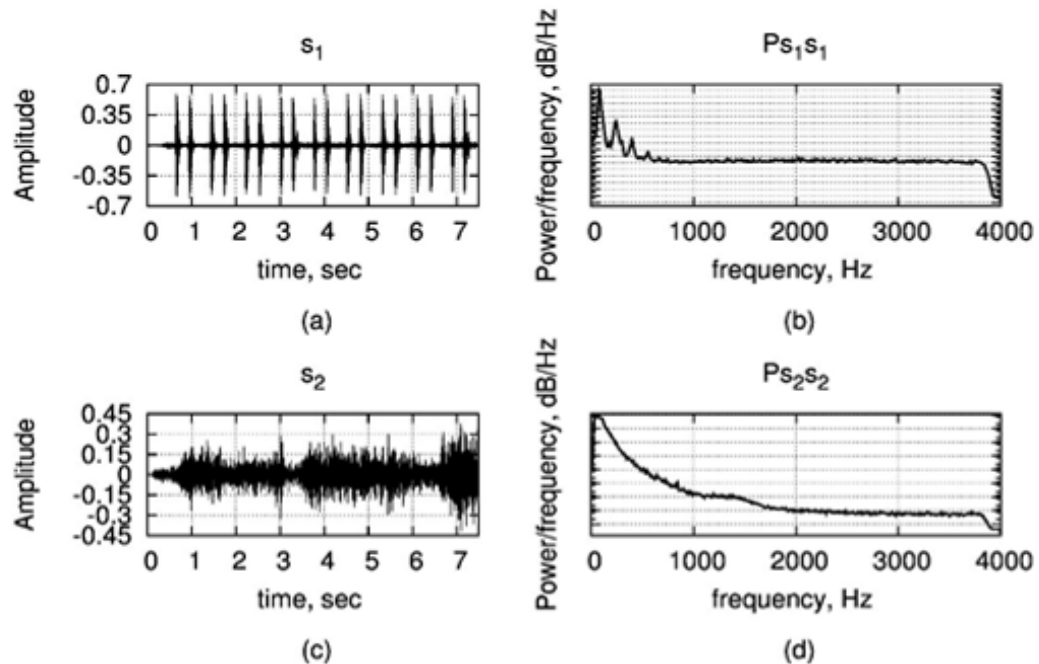 s1
Amplitude
0.7
0.35
0
-0.35
-0.7
0 1 2 3 4 5 6 7
time, sec
(a)
Ps1s1
Power/frequency, dB/Hz
0 1000 2000 3000 4000
frequency, Hz
(b)
s2
Amplitude
0.45
0.3
0.15
0
-0.15
-0.3
-0.45
0 1 2 3 4 5 6 7
time, sec
(c)
Ps2s2
Power/frequency, dB/Hz
0 1000 2000 3000 4000
frequency, Hz
(d)